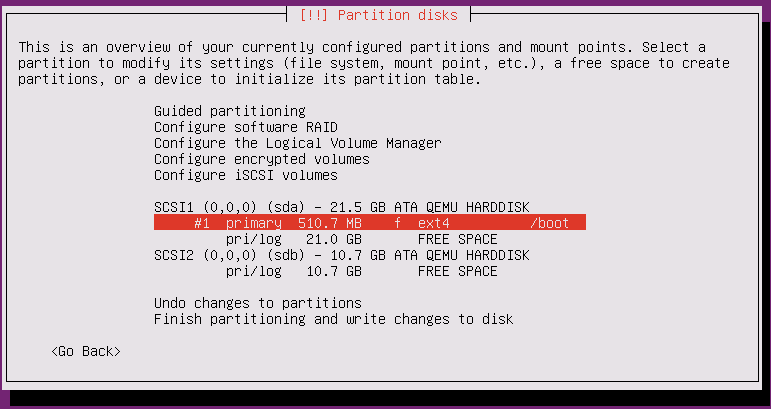 [!!] Partition disks
This is an overview of your currently configured partitions and mount points. Select a
partition to modify its settings (file system, mount point, etc.), a free space to create
partitions, or a device to initialize its partition table.
Guided partitioning
Configure software RAID
Configure the Logical Volume Manager
Configure encrypted volumes
Configure iSCSI volumes
SCSI1 (0,0,0) (sda) - 21.5 GB ATA QEMU HARDDISK
#1 primary 510.7 MB f ext4 /boot
pri/log 21.0 GB FREE SPACE
SCSI2 (0,0,0) (sdb) - 10.7 GB ATA QEMU HARDDISK
pri/log 10.7 GB FREE SPACE
Undo changes to partitions
Finish partitioning and write changes to disk
<Go Back>